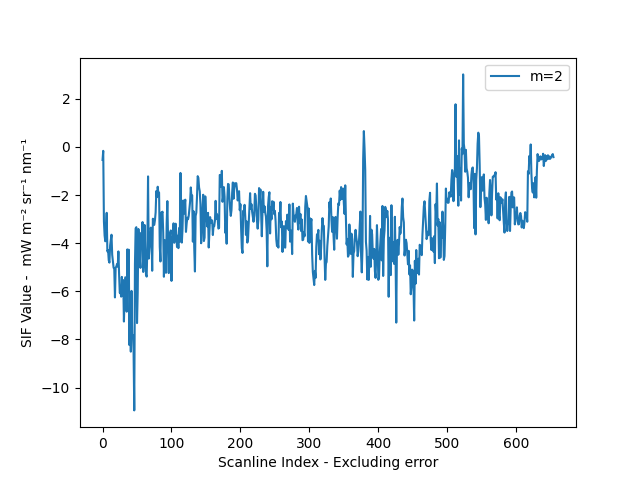 m=2
2
0
−2
−4
−6
−8
−10
SIF Value -  mW m⁻² sr⁻¹ nm⁻¹
0 100 200 300 400 500 600
Scanline Index - Excluding error